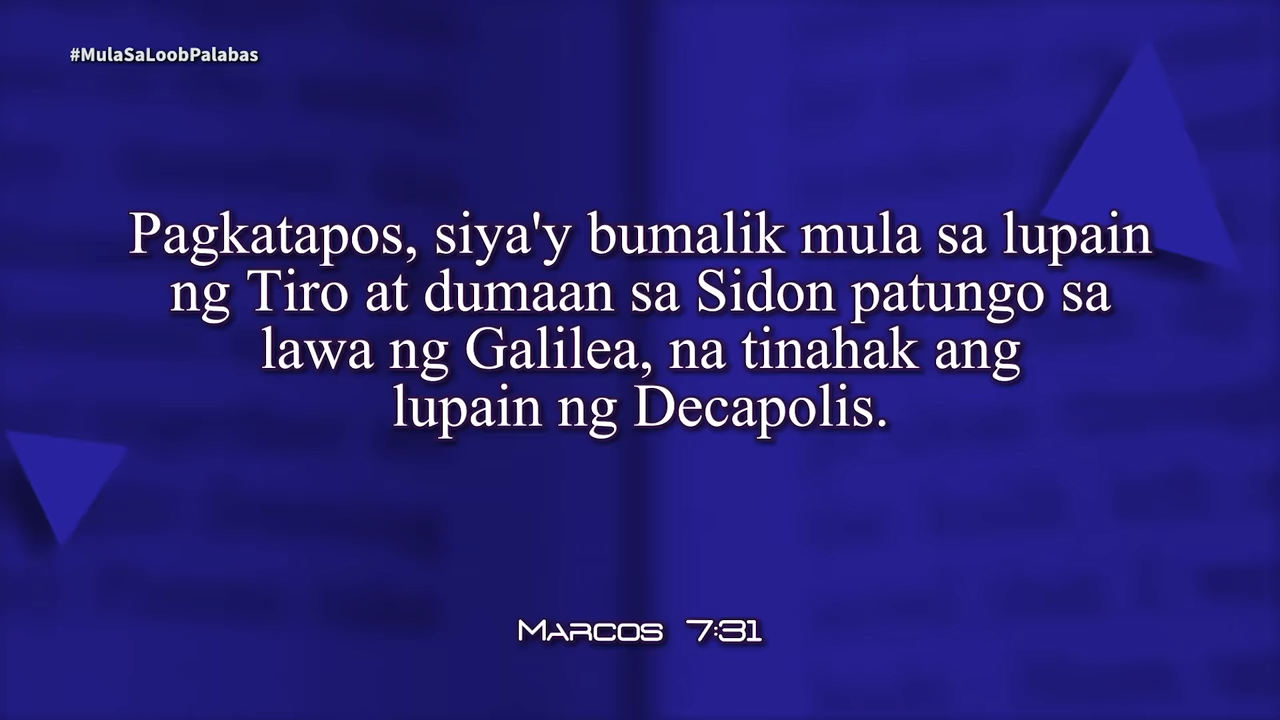 #MulaSaLoobPalabas
Pagkatapos, siya'y bumalik mula sa lupain
ng Tiro at dumaan sa Sidon patungo sa
lawa ng Galilea, na tinahak ang
lupain ng Decapolis.
Marcos 7:31